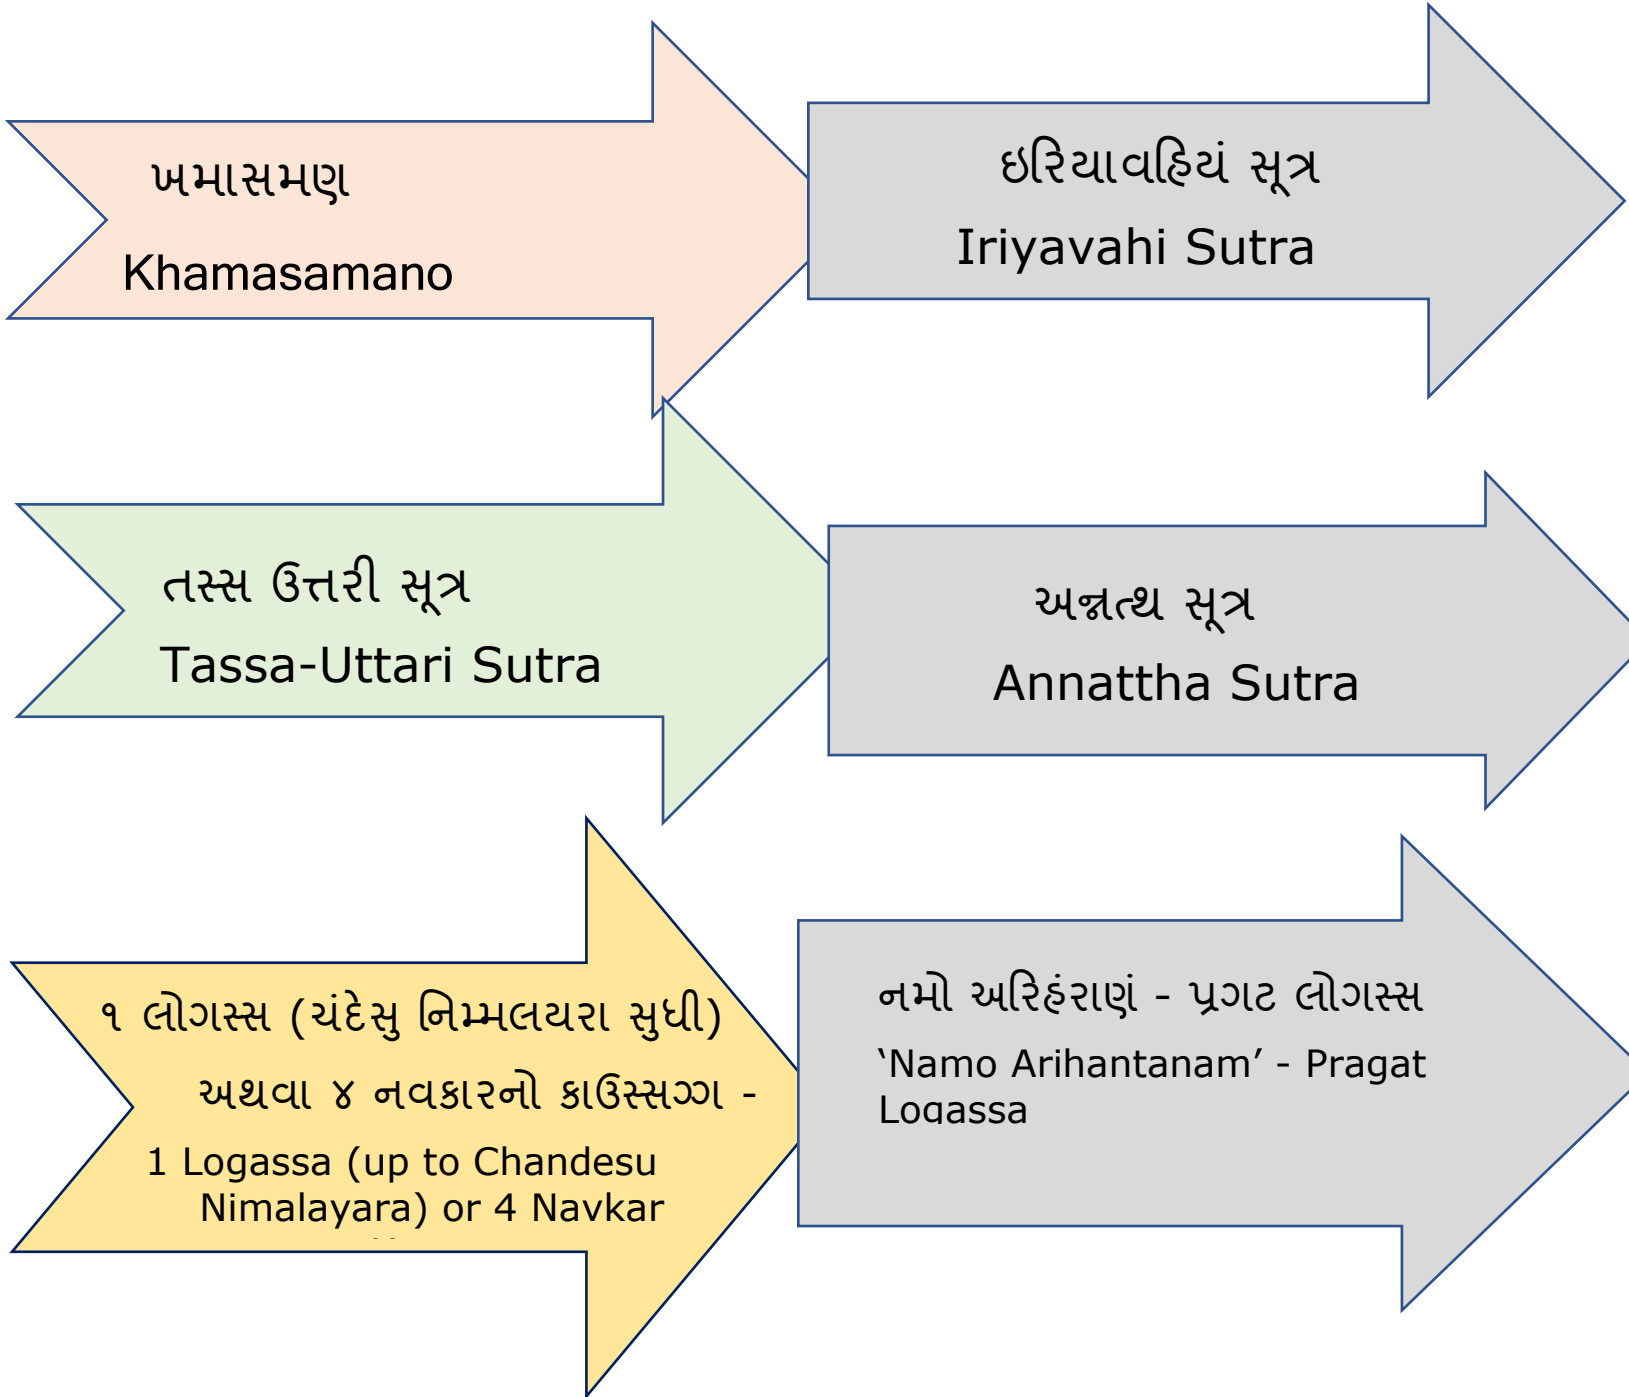 ખમાસમણ
Khamasamano
ઇરિયાવહિયં સૂત્ર
Iriyavahi Sutra
તસ્સ ઉત્તરી સૂત્ર
Tassa-Uttari Sutra
અન્નત્થ સૂત્ર
Annattha Sutra
૧ લોગસ્સ (ચંદેસુ નિમ્મલયરા સુધી)
અથવા ૪ નવકારનો કાઉસ્સગ્ગ -
1 Logassa (up to Chandesu
Nimalayara) or 4 Navkar
નમો અરિહંરાણં - પ્રગટ લોગસ્સ
‘Namo Arihantanam’ - Pragat
Logassa